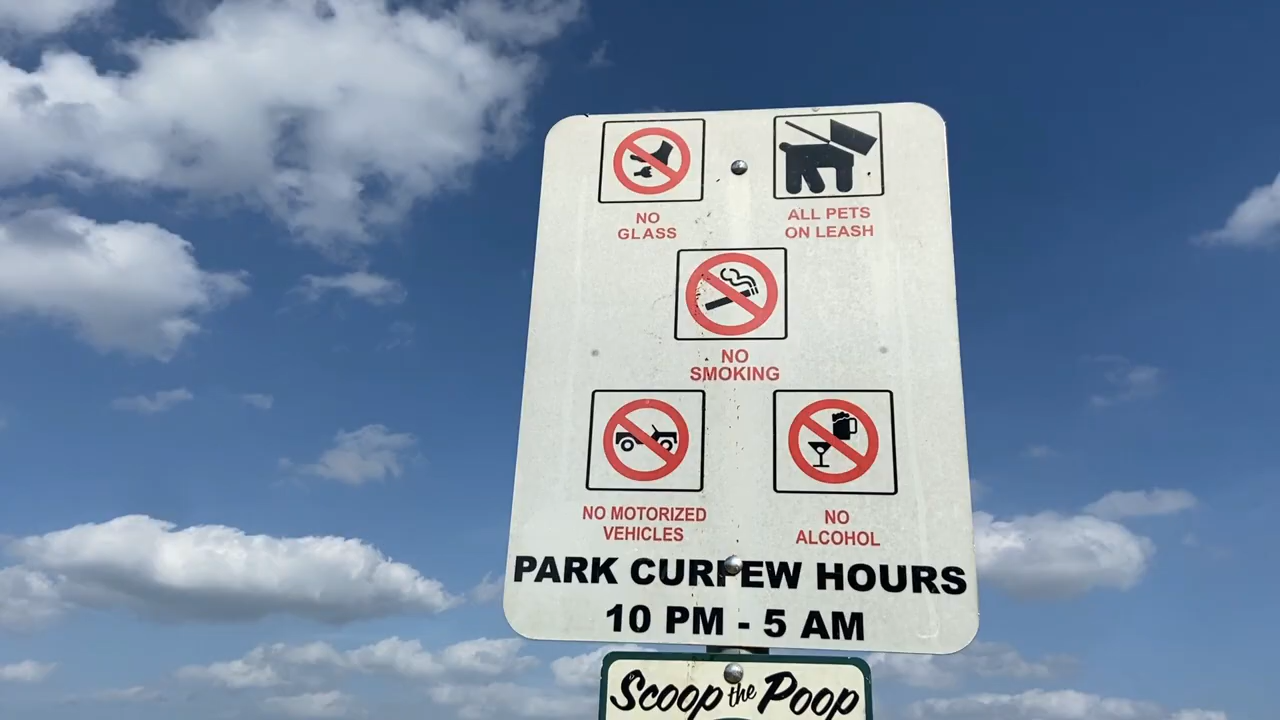 NO
GLASS
ALL PETS
ON LEASH
NO
SMOKING
NO MOTORIZED
VEHICLES
NO
ALCOHOL
PARK CURFEW HOURS
10 PM - 5 AM
Scoop the Poop